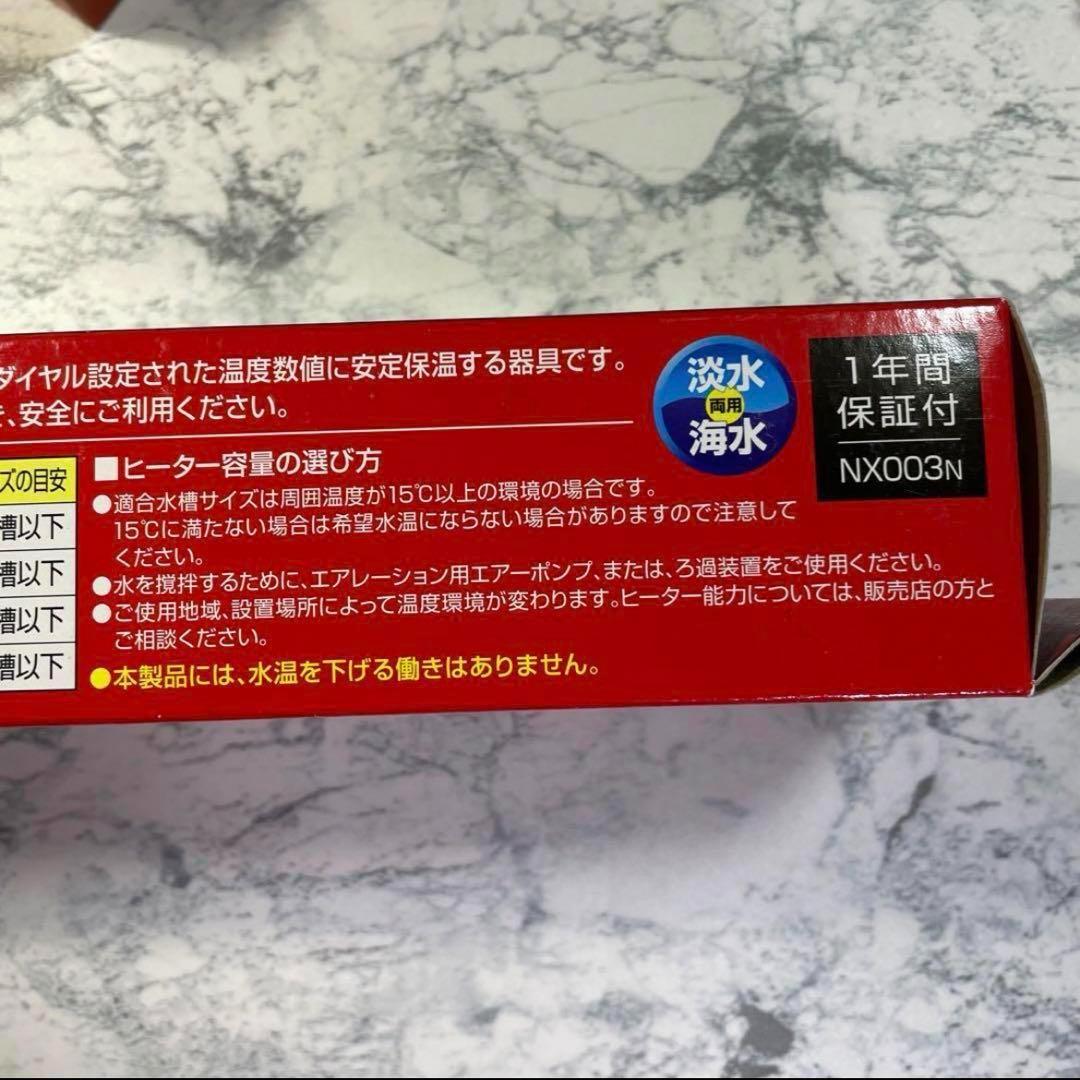 ダイヤル設定された温度数値に安定保温する器具です。
、安全にご利用ください。
淡水
両用
海水
1年間
保証付
NX003N
ズの目安
槽以下
槽以下
槽以下
槽以下
■ヒーター容量の選び方
●適合水槽サイズは周囲温度が15℃以上の環境の場合です。
15℃に満たない場合は希望水温にならない場合がありますので注意して
ください。
●水を撹拌するために、エアレーション用エアーポンプ、または、ろ過装置をご使用ください。
●ご使用地域、設置場所によって温度環境が変わります。ヒーター能力については、販売店の方と
ご相談ください。
●本製品には、水温を下げる働きはありません。